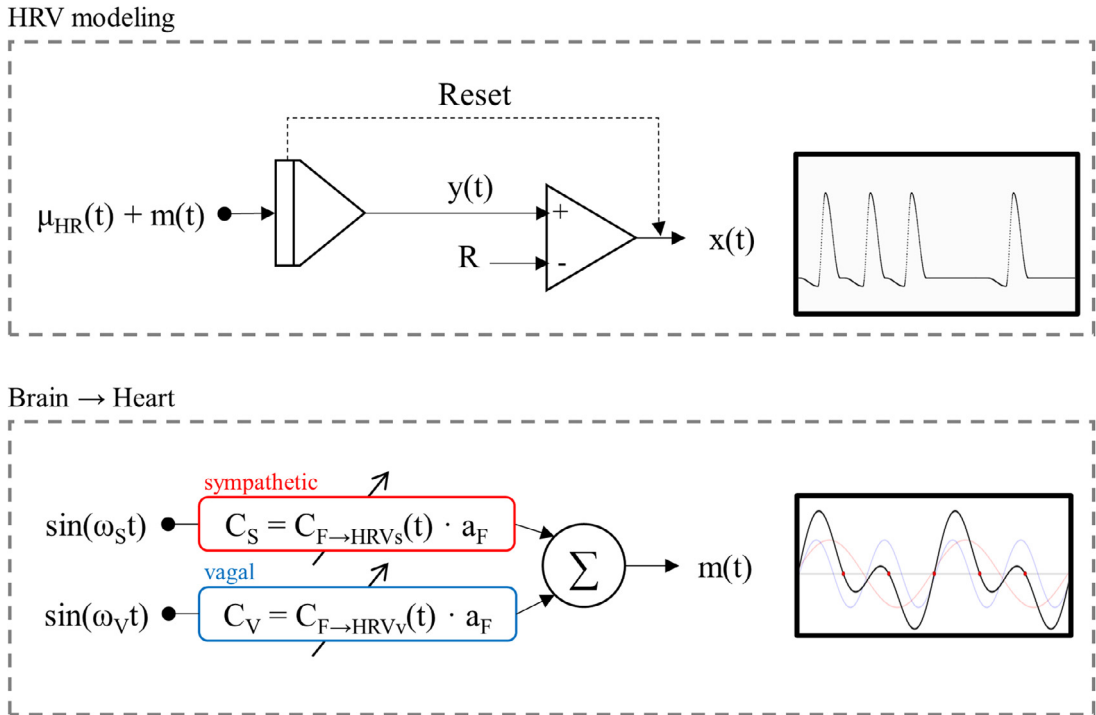 HRV modeling
Reset
μHR(t) + m(t)
y(t)
+
R
-
x(t)
Brain → Heart
sympathetic
sin(ωSt)
CS = CF→HRVs(t) · aF
vagal
sin(ωVt)
CV = CF→HRVv(t) · aF
Σ
m(t)